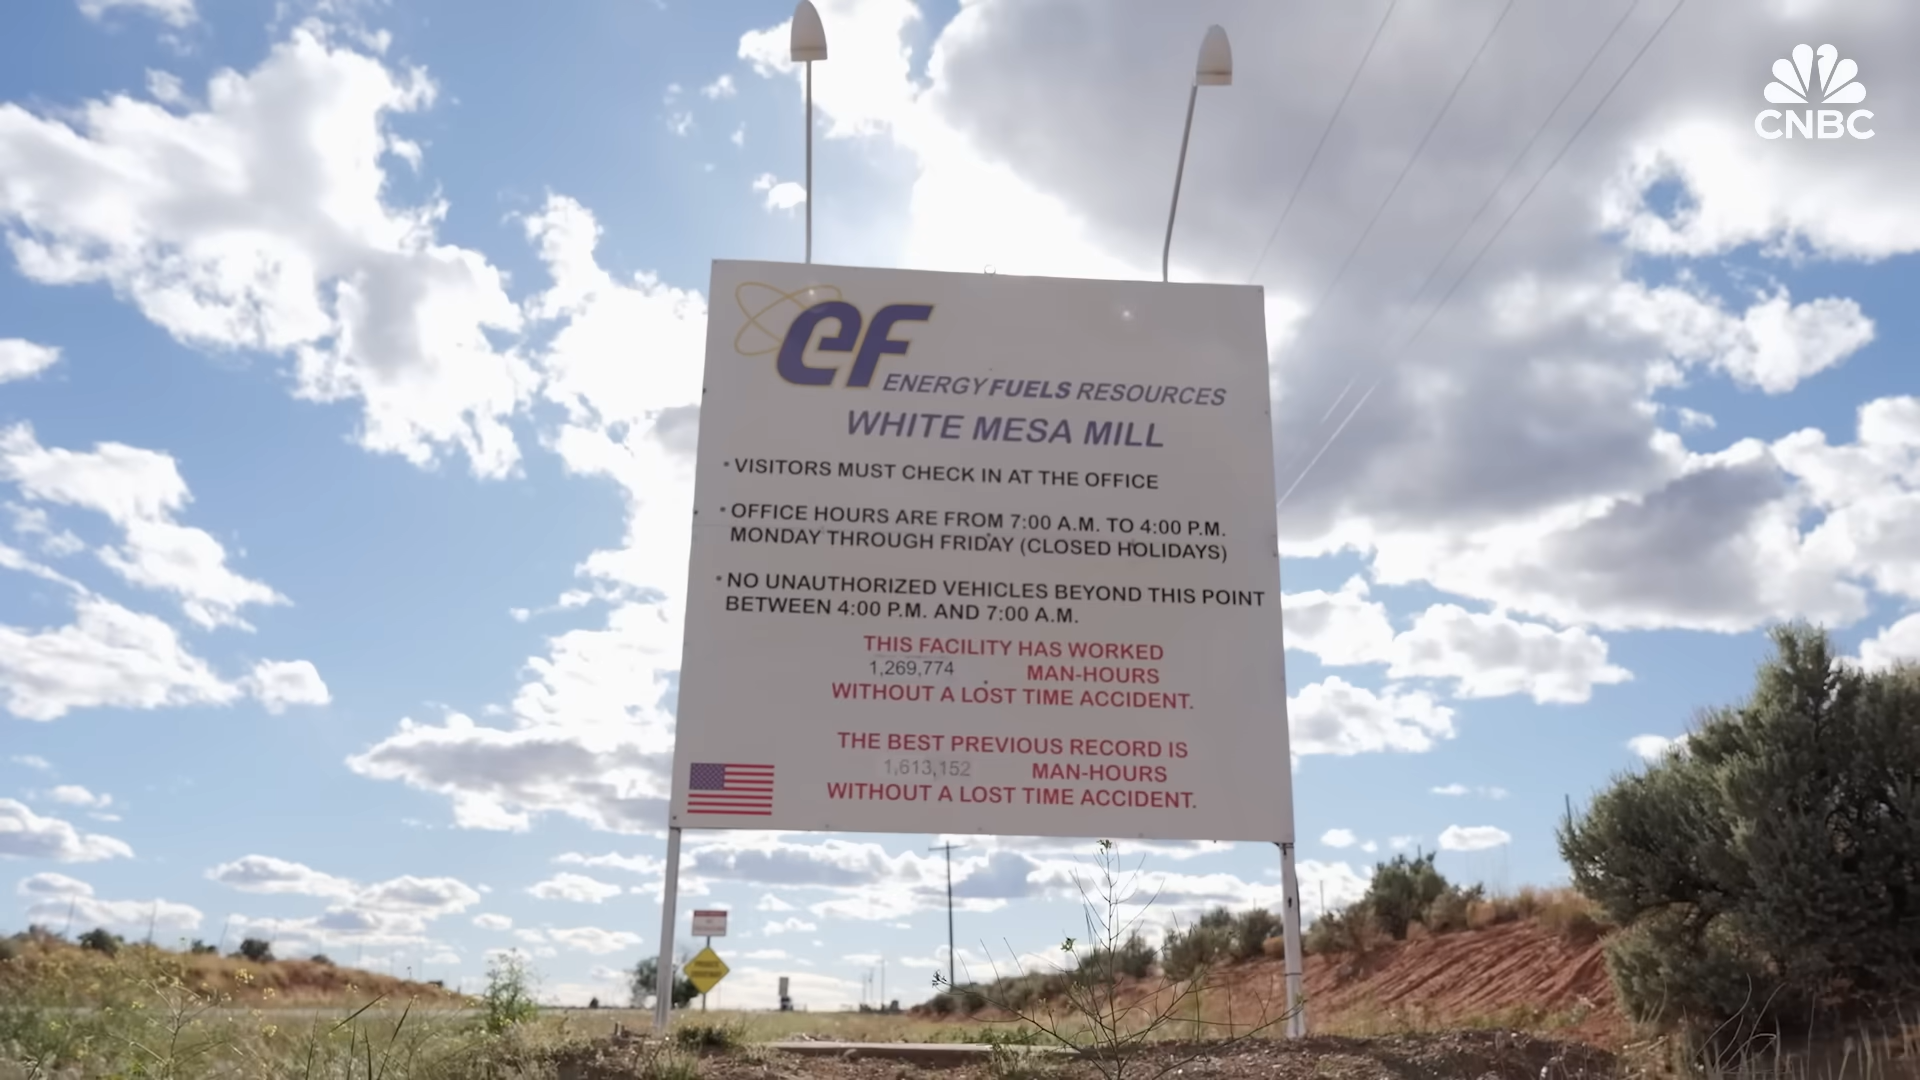 CNBC
eF
ENERGY FUELS RESOURCES
WHITE MESA MILL
• VISITORS MUST CHECK IN AT THE OFFICE
• OFFICE HOURS ARE FROM 7:00 A.M. TO 4:00 P.M.
MONDAY THROUGH FRIDAY (CLOSED HOLIDAYS)
• NO UNAUTHORIZED VEHICLES BEYOND THIS POINT
BETWEEN 4:00 P.M. AND 7:00 A.M.
THIS FACILITY HAS WORKED
1,269,774 MAN-HOURS
WITHOUT A LOST TIME ACCIDENT.
THE BEST PREVIOUS RECORD IS
1,613,152 MAN-HOURS
WITHOUT A LOST TIME ACCIDENT.